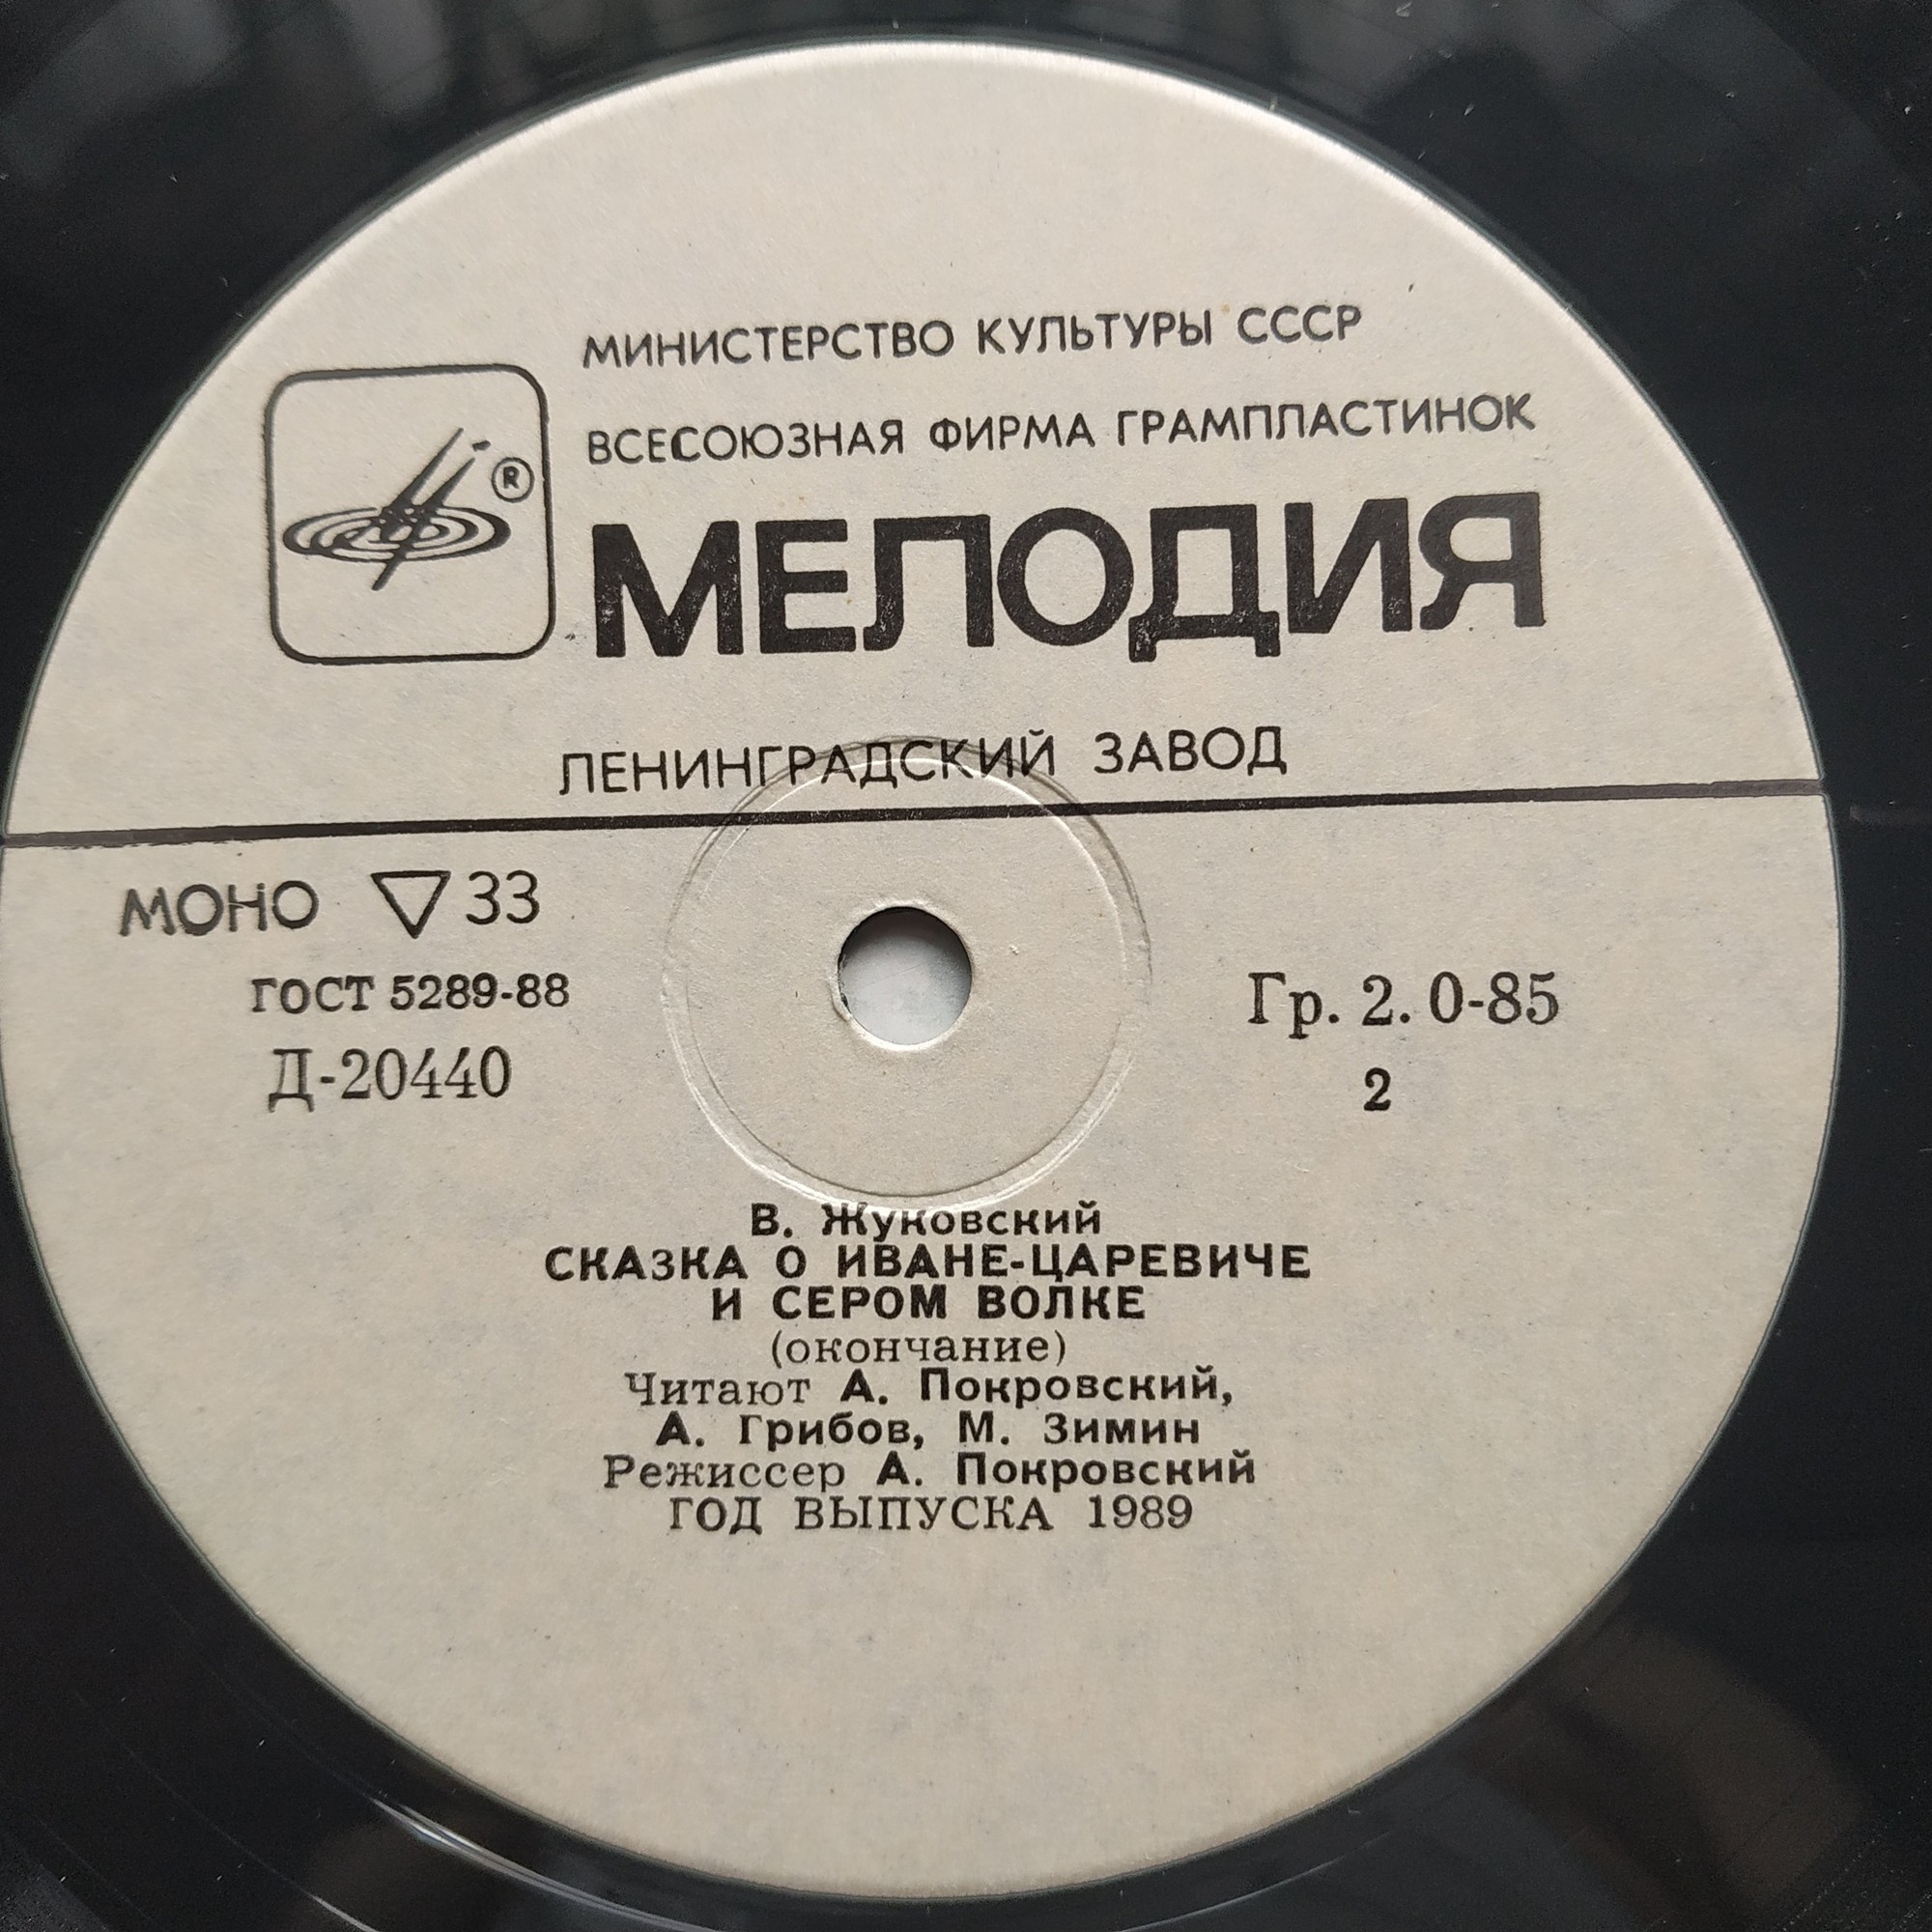 МИНИСТЕРСТВО КУЛЬТУРЫ СССР
ВСЕСОЮЗНАЯ ФИРМА ГРАМПЛАСТИНОК
®
МЕЛОДИЯ
ЛЕНИНГРАДСКИЙ ЗАВОД
МОНО ▽ 33
ГОСТ 5289-88
Д-20440
Гр. 2. 0-85
2
В. Жуковский
СКАЗКА О ИВАНЕ-ЦАРЕВИЧЕ
И СЕРОМ ВОЛКЕ
(окончание)
Читают А. Покровский,
А. Грибов, М. Зимин
Режиссер А. Покровский
ГОД ВЫПУСКА 1989